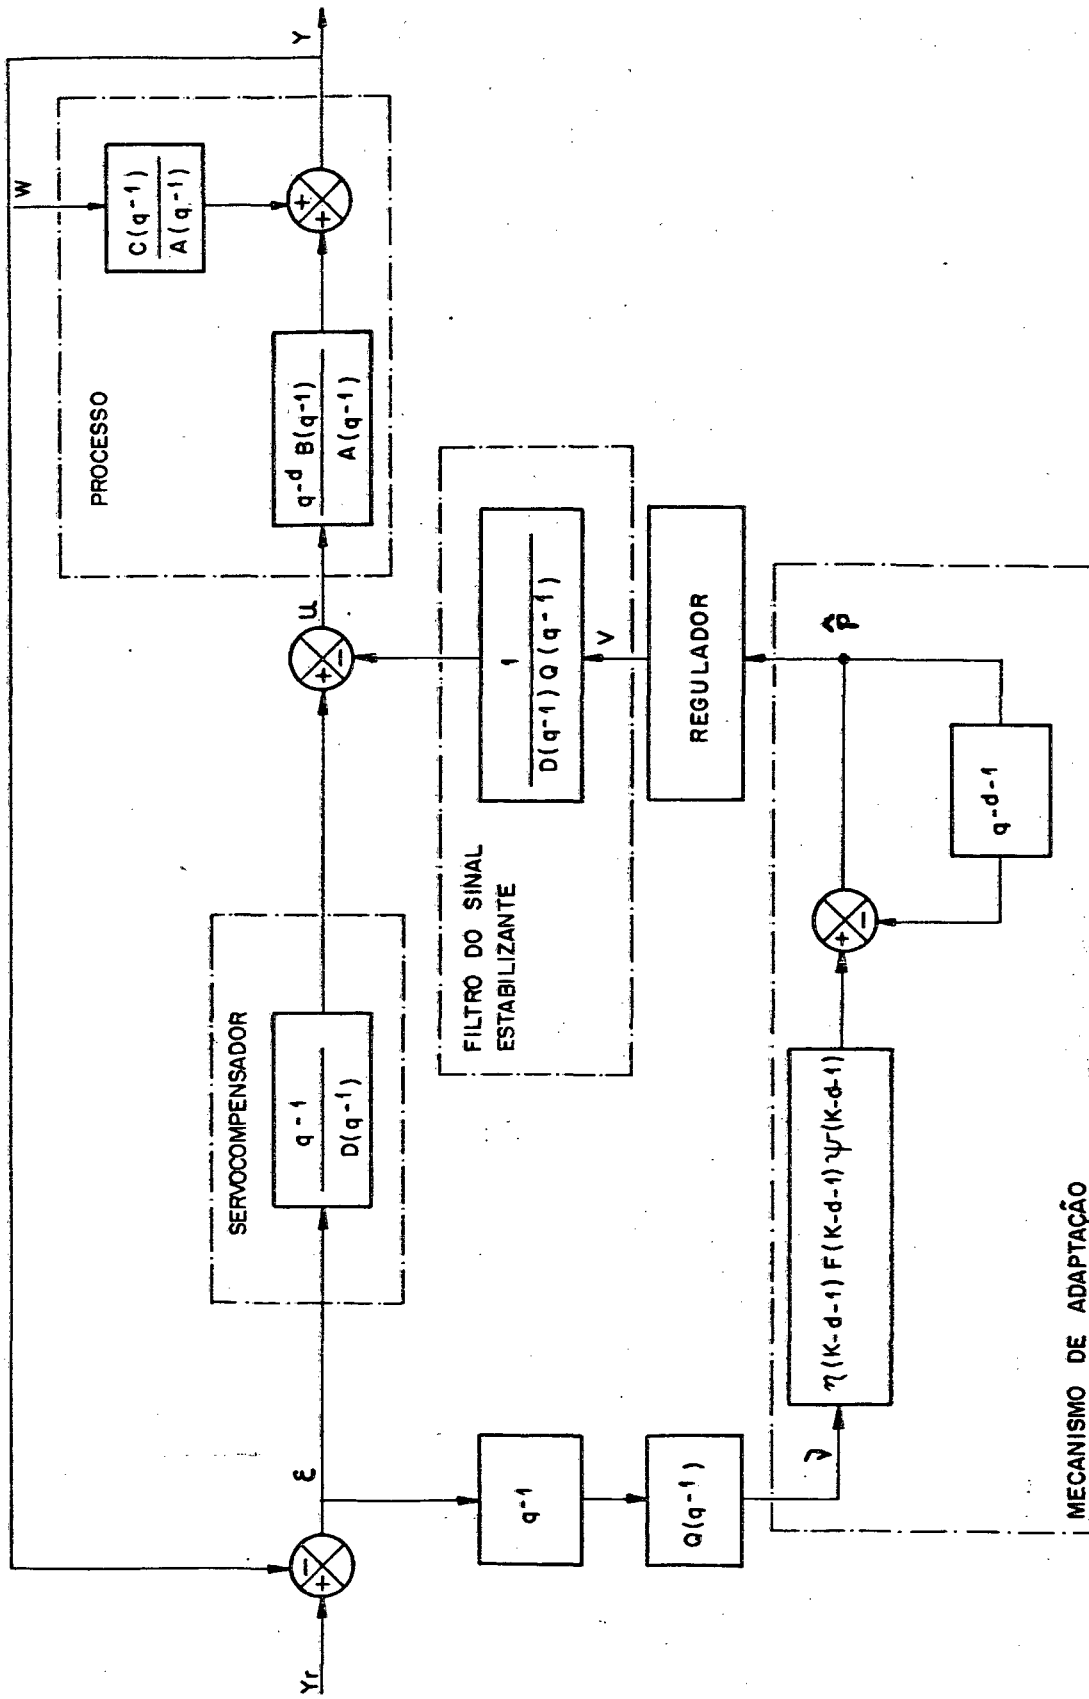 Yr
ε
SERVOCOMPENSADOR
q-1
D(q-1)
u
PROCESSO
q-d B(q-1)
A(q-1)
W
C(q-1)
A(q-1)
Y
+
-
+
-
+
+
FILTRO DO SINAL
ESTABILIZANTE
1
D(q-1) Q(q-1)
V
REGULADOR
q-1
Q(q-1)
η(K-d-1) F(K-d-1) ψ(K-d-1)
+
-
p̂
q-d-1
MECANISMO DE ADAPTAÇÃO